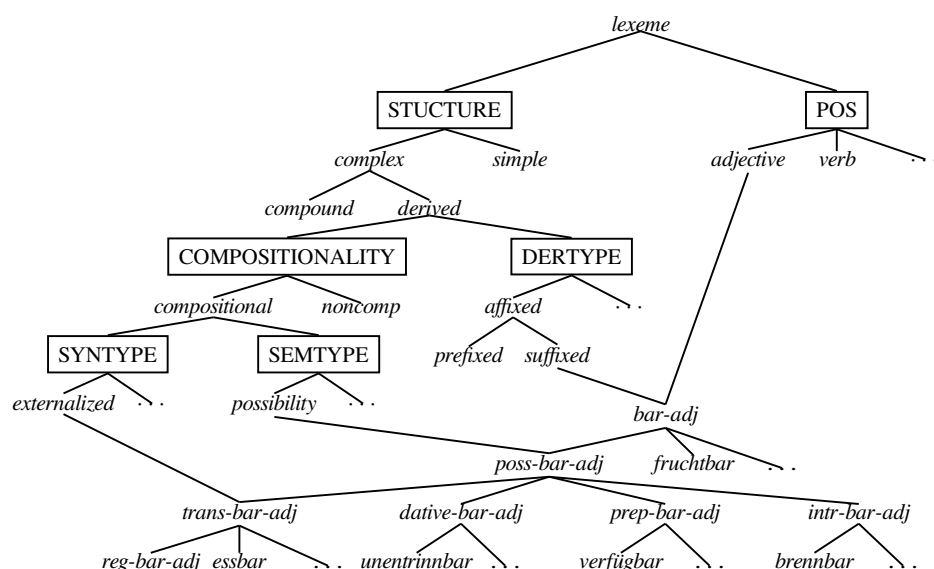 lexeme
STUCTURE POS
complex simple adjective verb . . .
compound derived
COMPOSITIONALITY DERTYPE
compositional noncomp affixed . . .
SYNTYPE SEMTYPE prefixed suffixed
externalized . . . possibility . . . bar-adj
poss-bar-adj fruchtbar . . .
trans-bar-adj dative-bar-adj prep-bar-adj intr-bar-adj
reg-bar-adj essbar . . . unentrinnbar . . . verfügbar . . . brennbar . . .